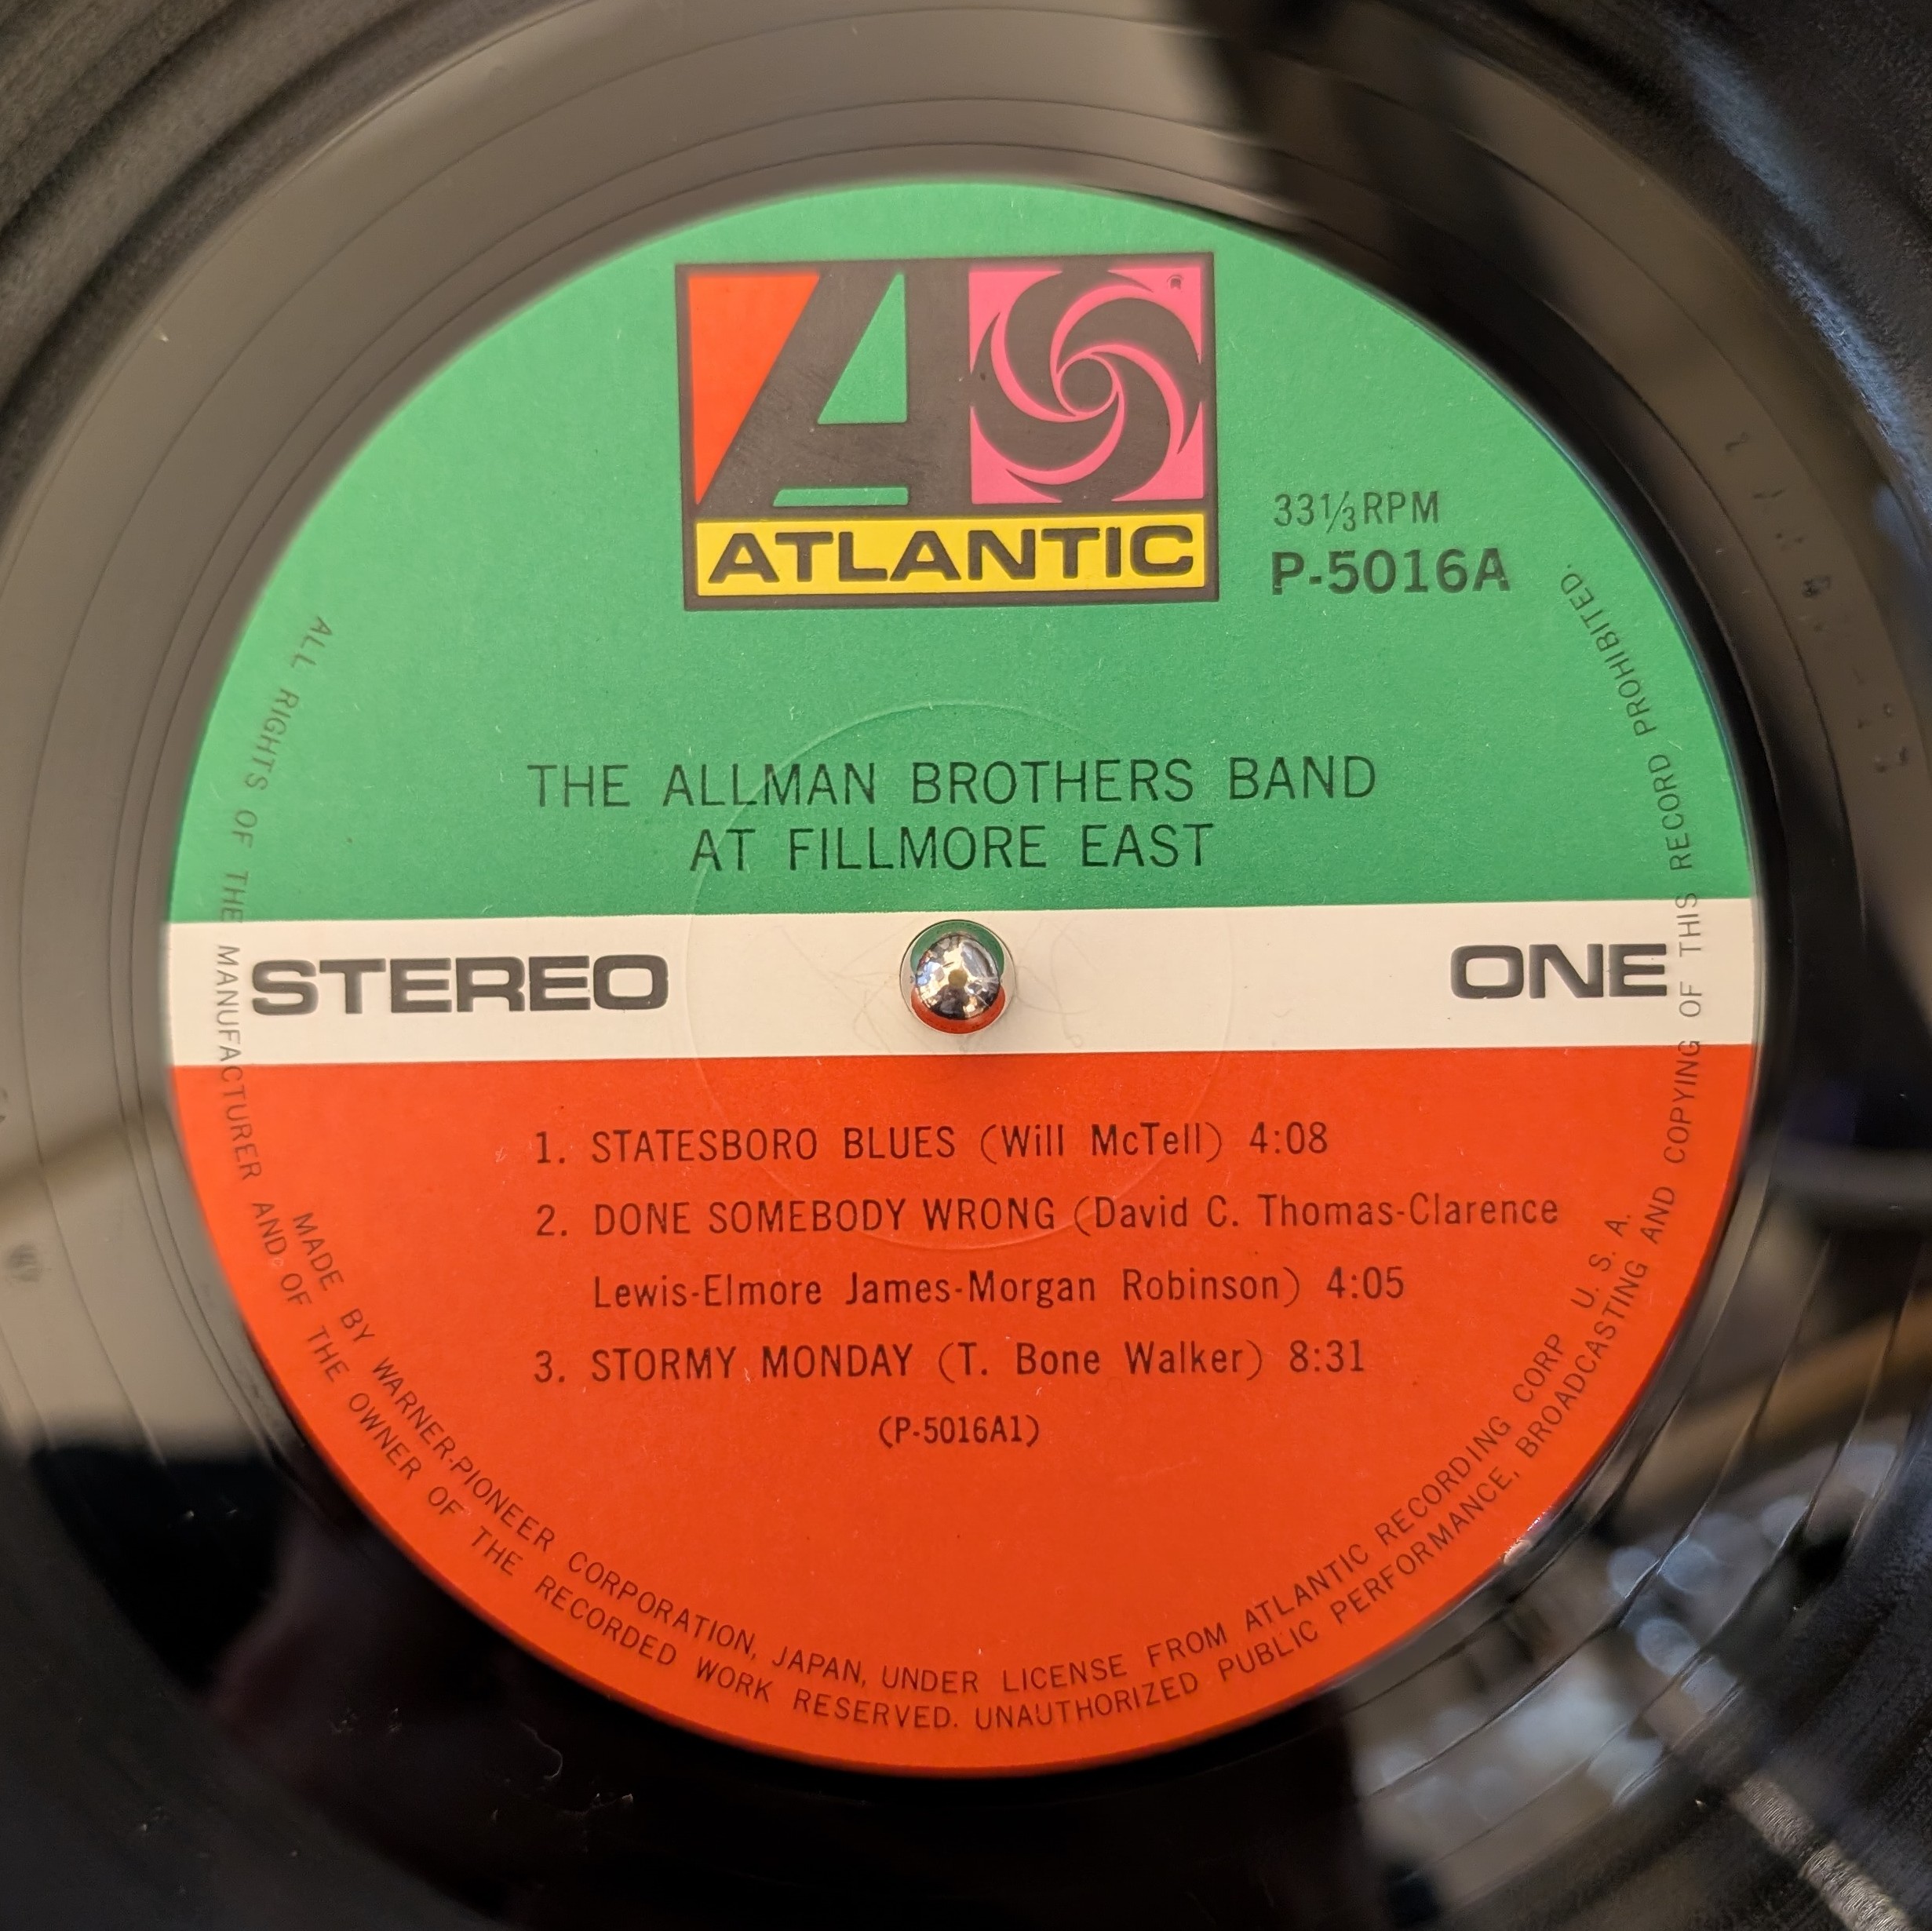 ATLANTIC
33⅓ RPM
P-5016A
THE ALLMAN BROTHERS BAND
AT FILLMORE EAST
STEREO
ONE
1. STATESBORO BLUES (Will McTell) 4:08
2. DONE SOMEBODY WRONG (David C. Thomas-Clarence
Lewis-Elmore James-Morgan Robinson) 4:05
3. STORMY MONDAY (T. Bone Walker) 8:31
(P-5016A1)
MADE BY WARNER-PIONEER CORPORATION, JAPAN, UNDER LICENSE FROM ATLANTIC RECORDING CORP U. S. A.
ALL RIGHTS OF THE MANUFACTURER AND OF THE OWNER OF THE RECORDED WORK RESERVED. UNAUTHORIZED PUBLIC PERFORMANCE, BROADCASTING AND COPYING OF THIS RECORD PROHIBITED.